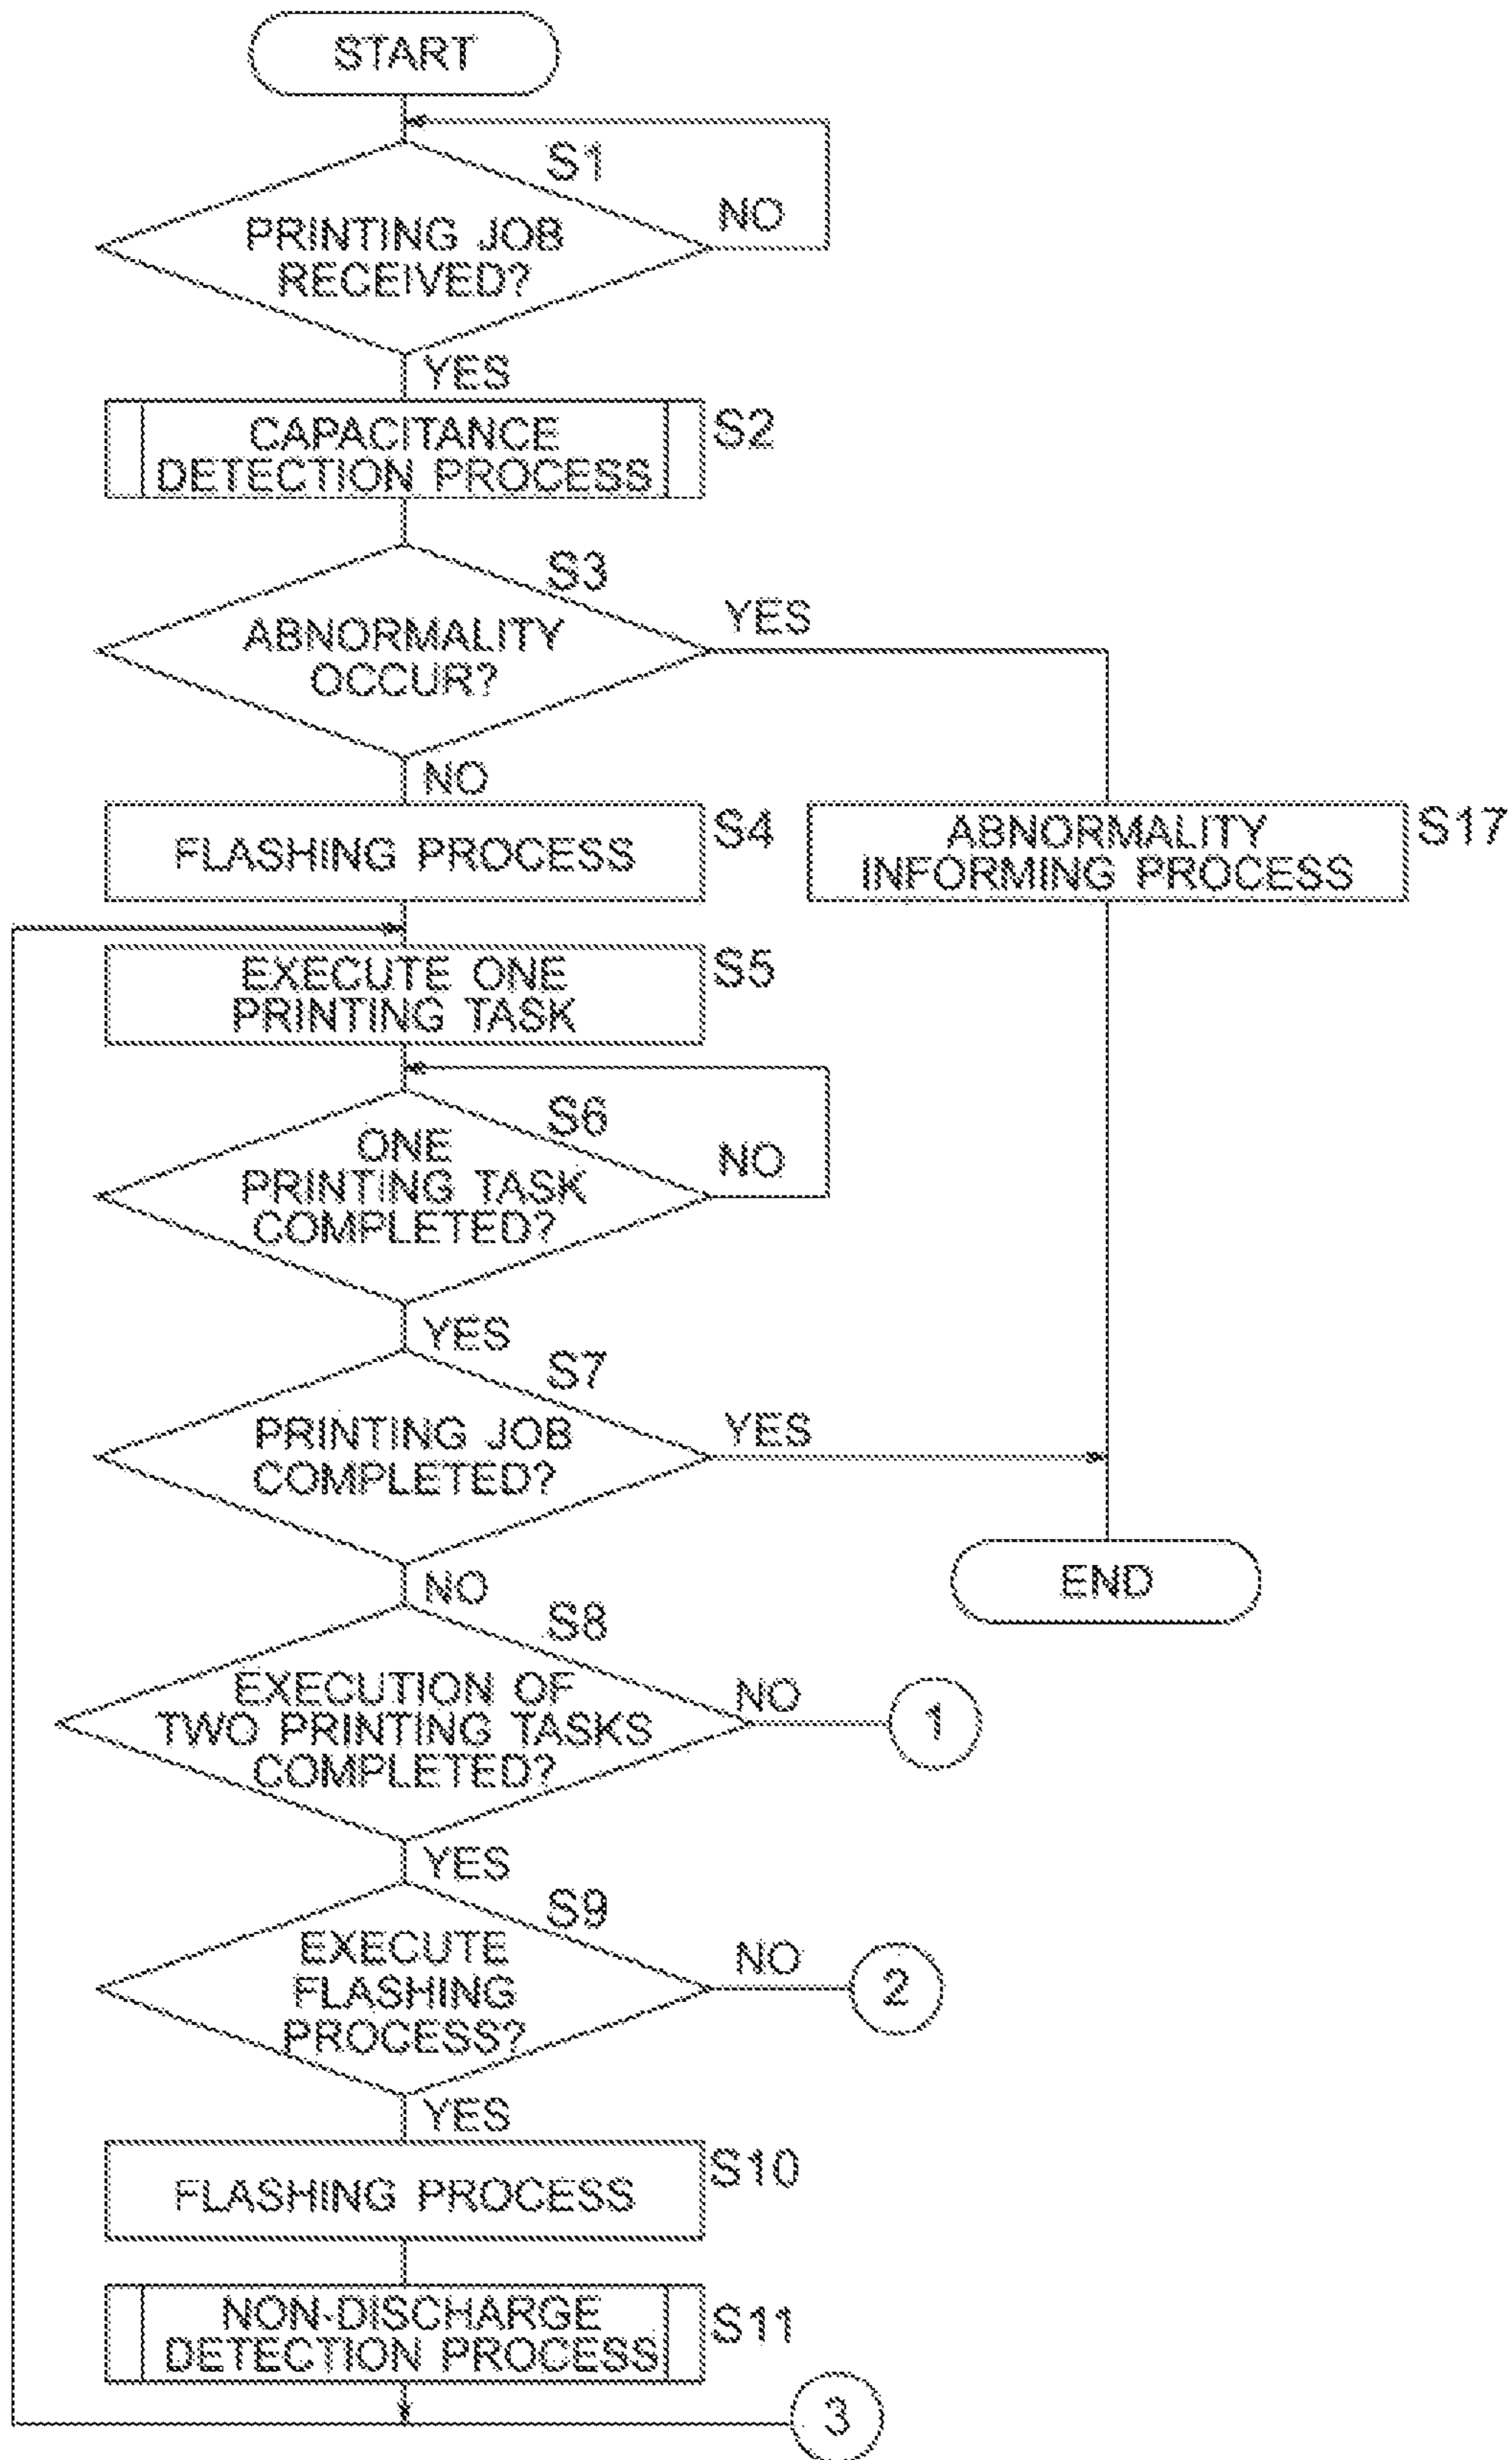 START
S1
PRINTING JOB
RECEIVED?
NO
YES
CAPACITANCE
DETECTION PROCESS
S2
S3
ABNORMALITY
OCCUR?
YES
NO
FLASHING PROCESS
S4
ABNORMALITY
INFORMING PROCESS
S17
EXECUTE ONE
PRINTING TASK
S5
S6
ONE
PRINTING TASK
COMPLETED?
NO
YES
S7
PRINTING JOB
COMPLETED?
YES
NO
END
S8
EXECUTION OF
TWO PRINTING TASKS
COMPLETED?
NO
1
YES
S9
EXECUTE
FLASHING
PROCESS?
NO
2
YES
FLASHING PROCESS
S10
NON-DISCHARGE
DETECTION PROCESS
S11
3